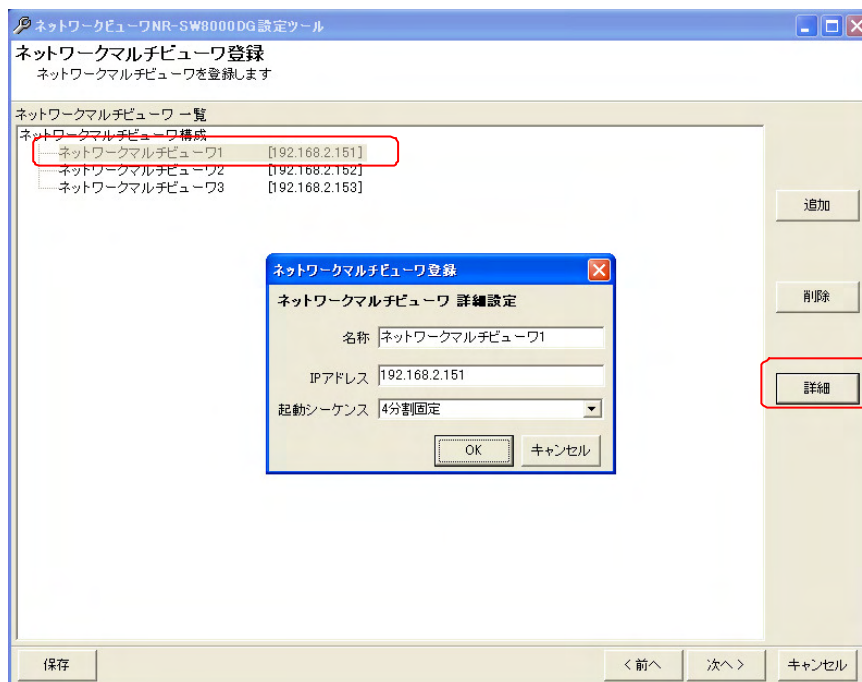 ネットワークビューワNR-SW8000DG設定ツール
ネットワークマルチビューワ登録
ネットワークマルチビューワを登録します
ネットワークマルチビューワ 一覧
ネットワークマルチビューワ構成
ネットワークマルチビューワ1 [192.168.2.151]
ネットワークマルチビューワ2 [192.168.2.152]
ネットワークマルチビューワ3 [192.168.2.153]
追加
削除
詳細
ネットワークマルチビューワ登録
ネットワークマルチビューワ 詳細設定
名称 ネットワークマルチビューワ1
IPアドレス 192.168.2.151
起動シーケンス 4分割固定
OK キャンセル
保存 <前へ 次へ> キャンセル